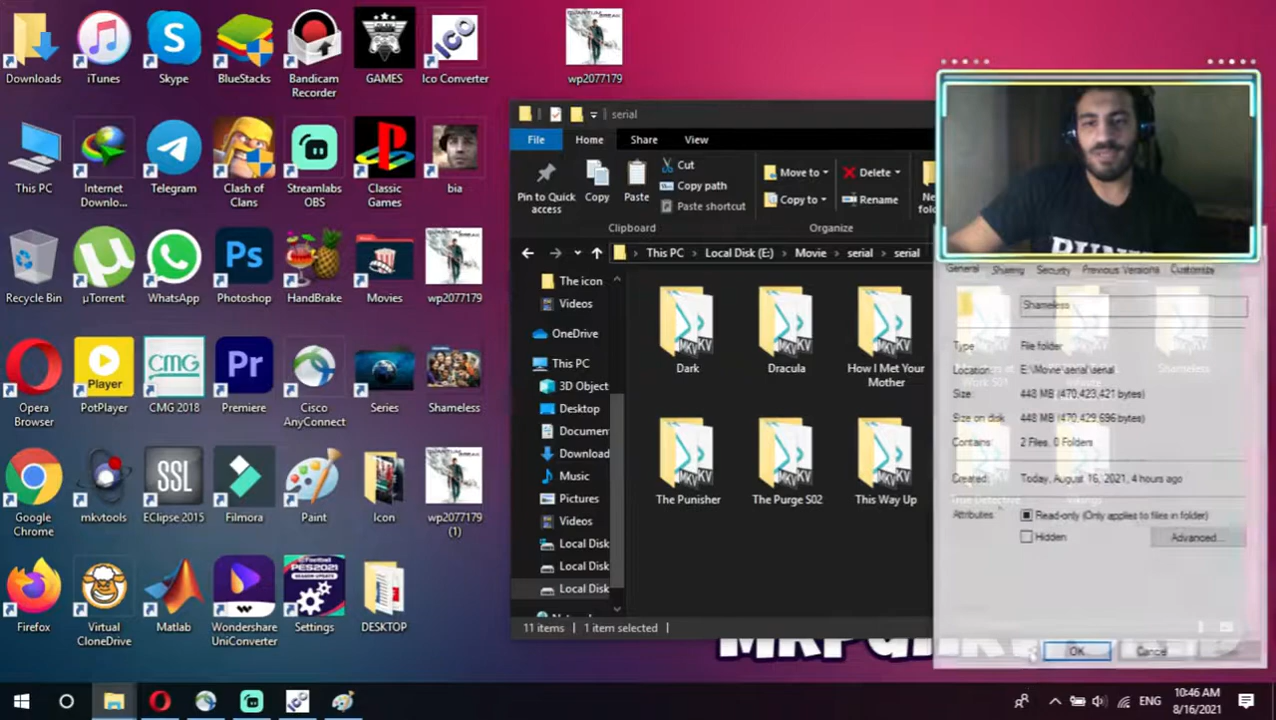 Downloads
iTunes
Skype
BlueStacks
Bandicam
Recorder
GAMES
Ico Converter
wp2077179
This PC
Internet
Downlo...
Telegram
Clash of
Clans
Streamlabs
OBS
Classic
Games
bia
Recycle Bin
µTorrent
WhatsApp
Photoshop
HandBrake
Movies
wp2077179
Opera
Browser
PotPlayer
CMG 2018
Premiere
Cisco
AnyConnect
Series
Shameless
Google
Chrome
mkvtools
EClipse 2015
Filmora
Paint
Icon
wp2077179
(1)
Firefox
Virtual
CloneDrive
Matlab
Wondershare
UniConverter
Settings
DESKTOP
serial
File
Home
Share
View
Pin to Quick
access
Copy
Paste
Cut
Copy path
Paste shortcut
Clipboard
Move to
Copy to
Delete
Rename
Organize
This PC
Local Disk (E:)
Movie
serial
serial
The icon
Videos
OneDrive
This PC
3D Object
Desktop
Documen
Download
Music
Pictures
Videos
Local Disk
Local Disk
Local Disk
Dark
Dracula
How I Met Your
Mother
The Punisher
The Purge S02
This Way Up
11 items
1 item selected
General
Sharing
Security
Previous Versions
Customize
Shameless
Type
File folder
Location:
E:\Movie\serial\serial
Size:
448 MB (470,423,421 bytes)
Size on disk
448 MB (470,429,696 bytes)
Contains:
2 Files, 0 Folders
Created:
Today, August 16, 2021, 4 hours ago
Attributes
Read-only (Only applies to files in folder)
Hidden
Advanced...
OK
Cancel
ENG
10:46 AM
8/16/2021